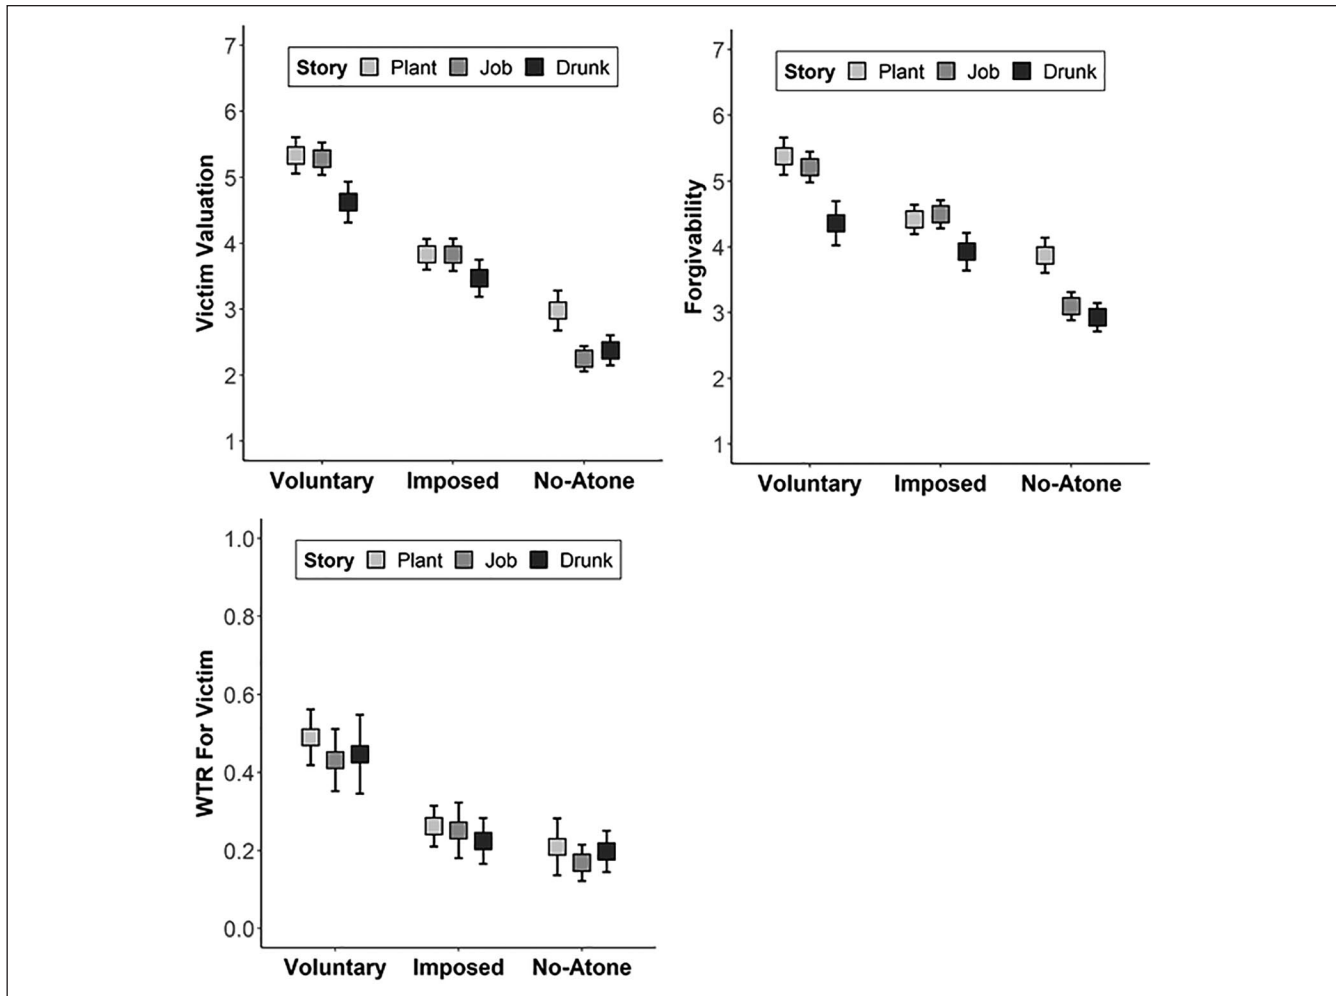 Victim Valuation
7
6
5
4
3
2
1
Story Plant Job Drunk
Voluntary Imposed No-Atone
Forgivability
7
6
5
4
3
2
1
Story Plant Job Drunk
Voluntary Imposed No-Atone
WTR For Victim
1.0
0.8
0.6
0.4
0.2
0.0
Story Plant Job Drunk
Voluntary Imposed No-Atone